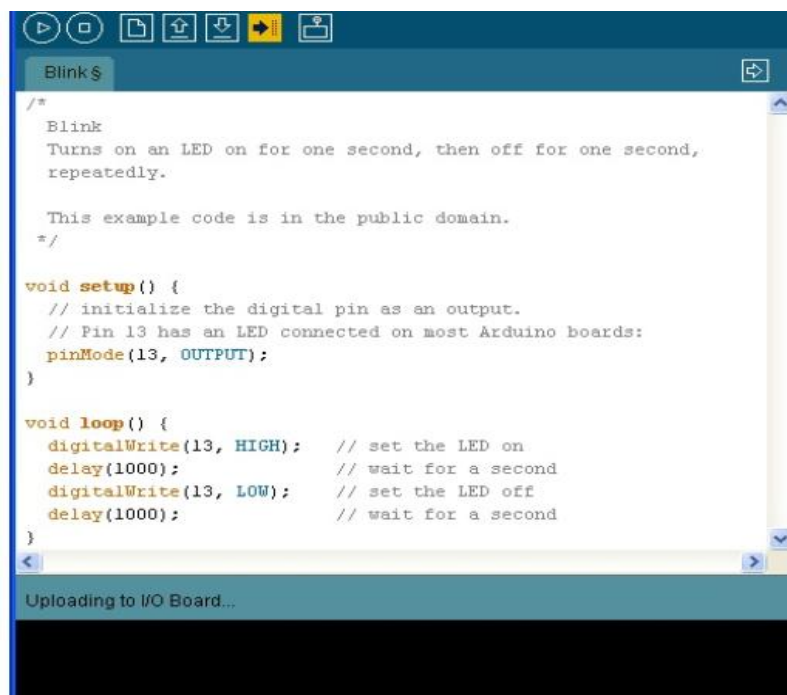 Blink §
/*
  Blink
  Turns on an LED on for one second, then off for one second,
  repeatedly.

  This example code is in the public domain.
 */

void setup() {
  // initialize the digital pin as an output.
  // Pin 13 has an LED connected on most Arduino boards:
  pinMode(13, OUTPUT);
}

void loop() {
  digitalWrite(13, HIGH);   // set the LED on
  delay(1000);              // wait for a second
  digitalWrite(13, LOW);    // set the LED off
  delay(1000);              // wait for a second
}
Uploading to I/O Board...